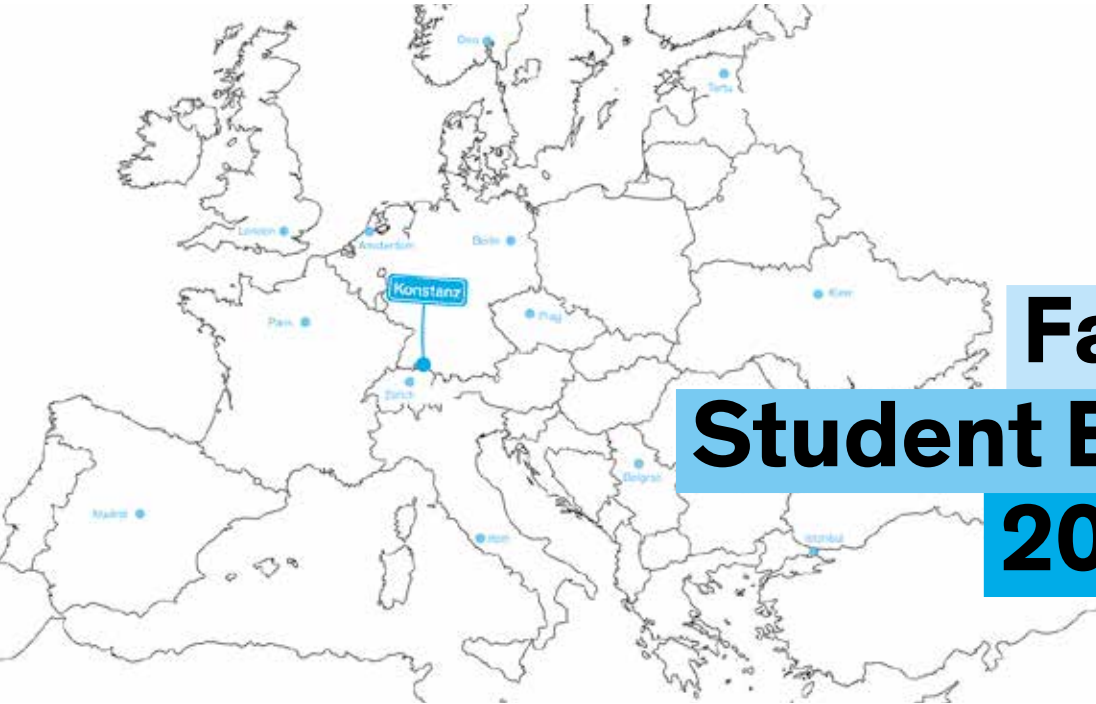 Oslo
Tartu
London
Amsterdam
Berlin
Konstanz
Kiew
Prag
Paris
Fa
Zürich
Student E
Belgrad
Madrid
Rom
Istanbul
20